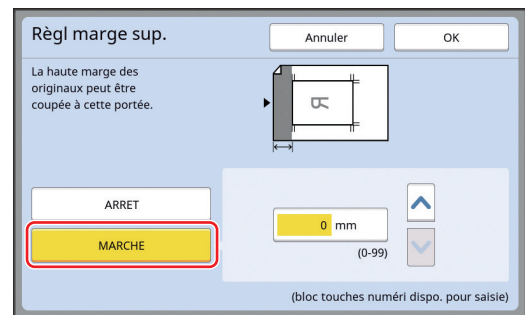 Règl marge sup.
Annuler
OK
La haute marge des
originaux peut être
coupée à cette portée.
R
ARRET
MARCHE
0 mm
(0-99)
(bloc touches numéri dispo. pour saisie)